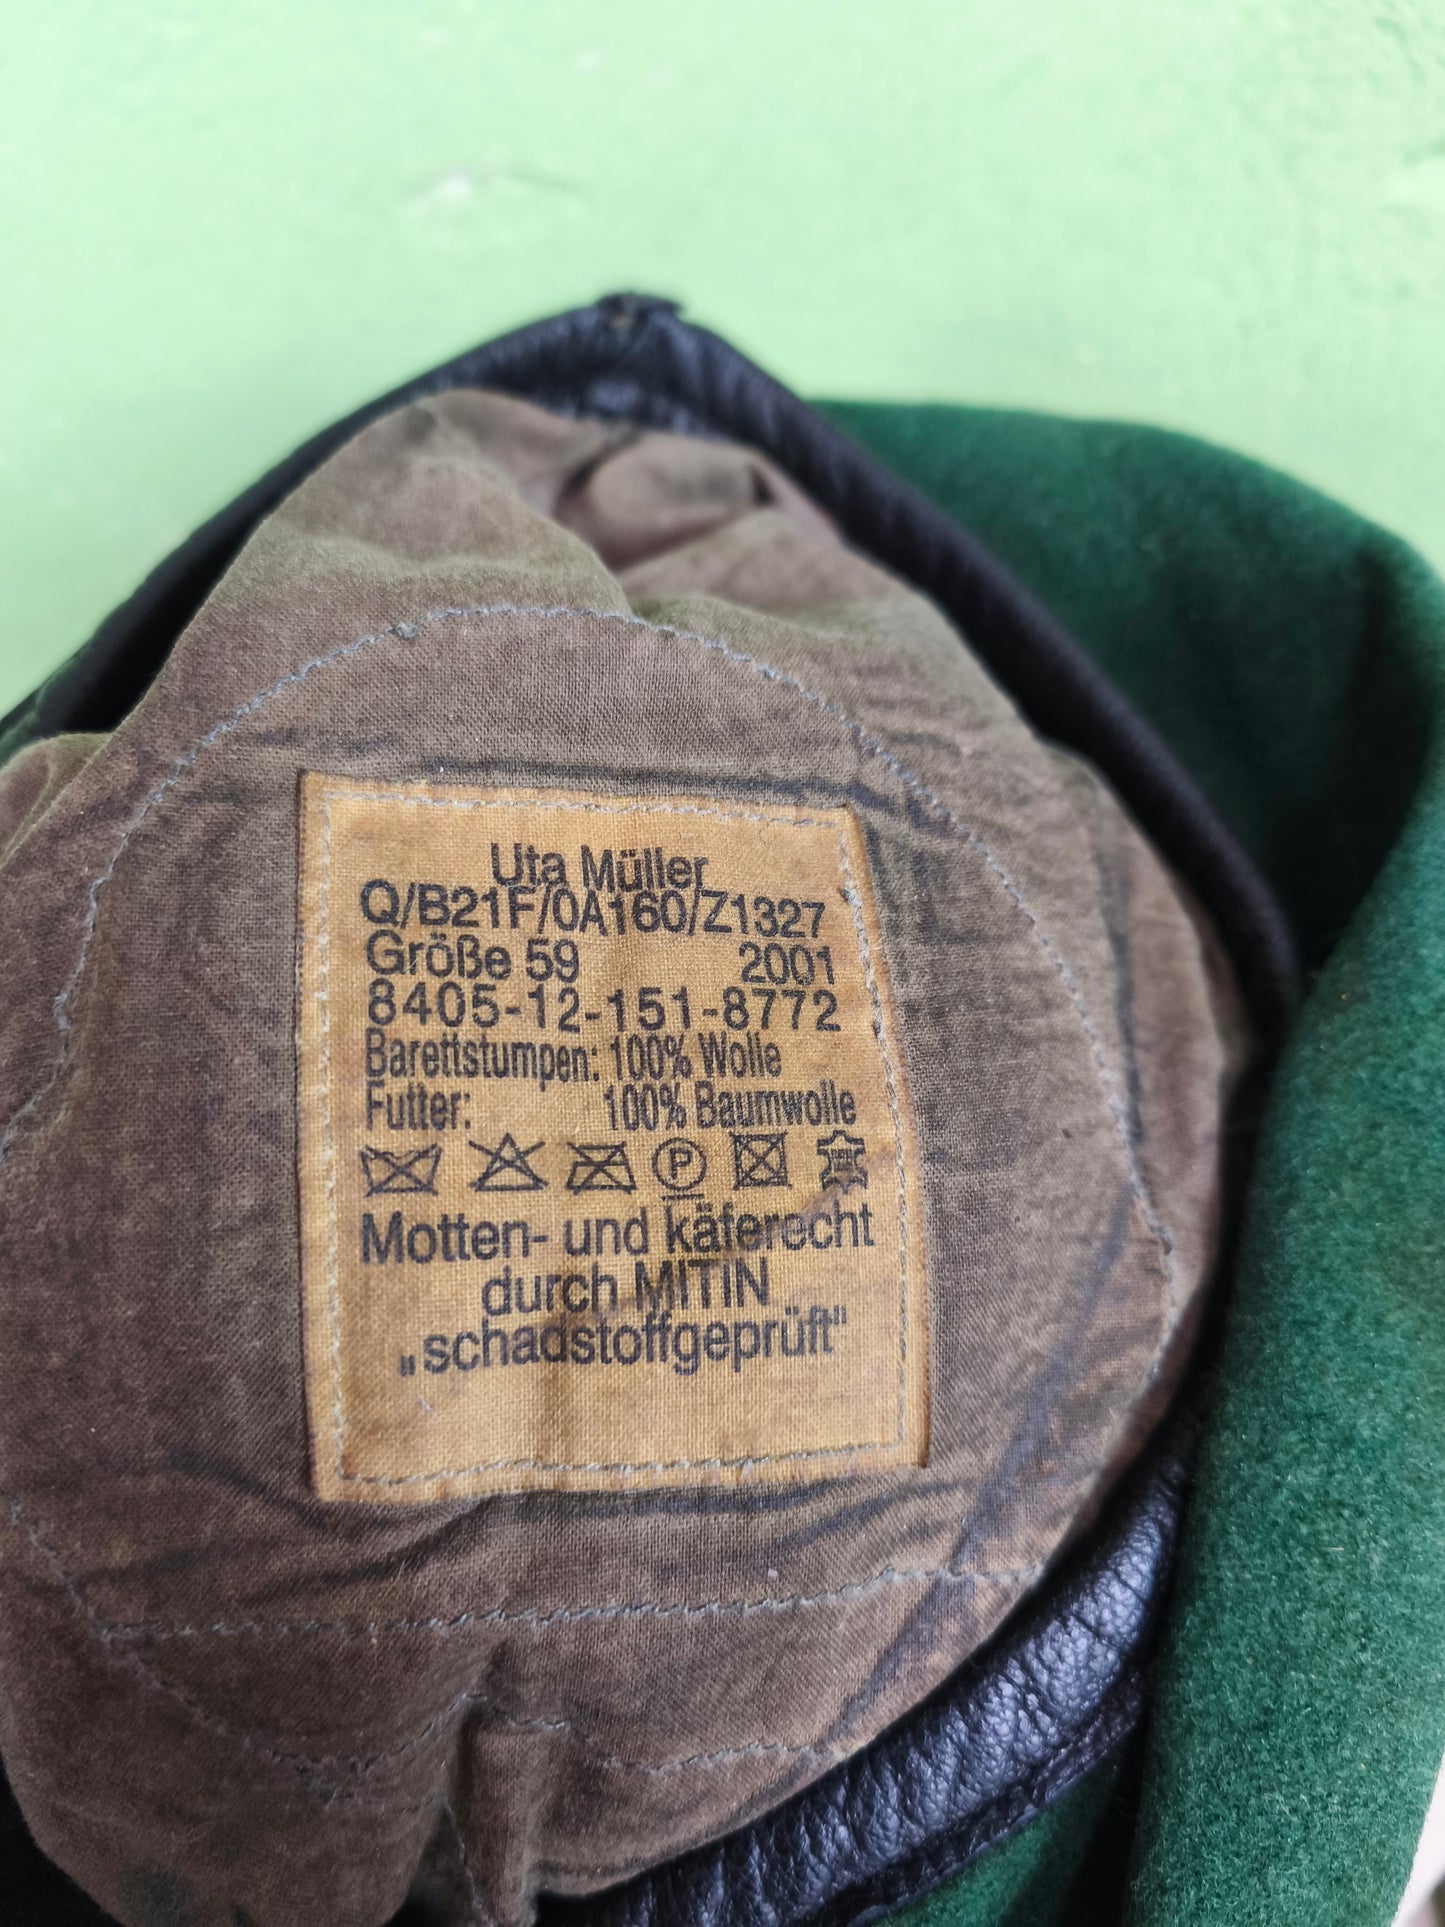 Uta Müller
Q/B21F/0A160/Z1327
Größe 59 2001
8405-12-151-8772
Barettstumpen: 100% Wolle
Futter: 100% Baumwolle
P
Motten- und käferecht
durch MITIN
„schadstoffgeprüft"